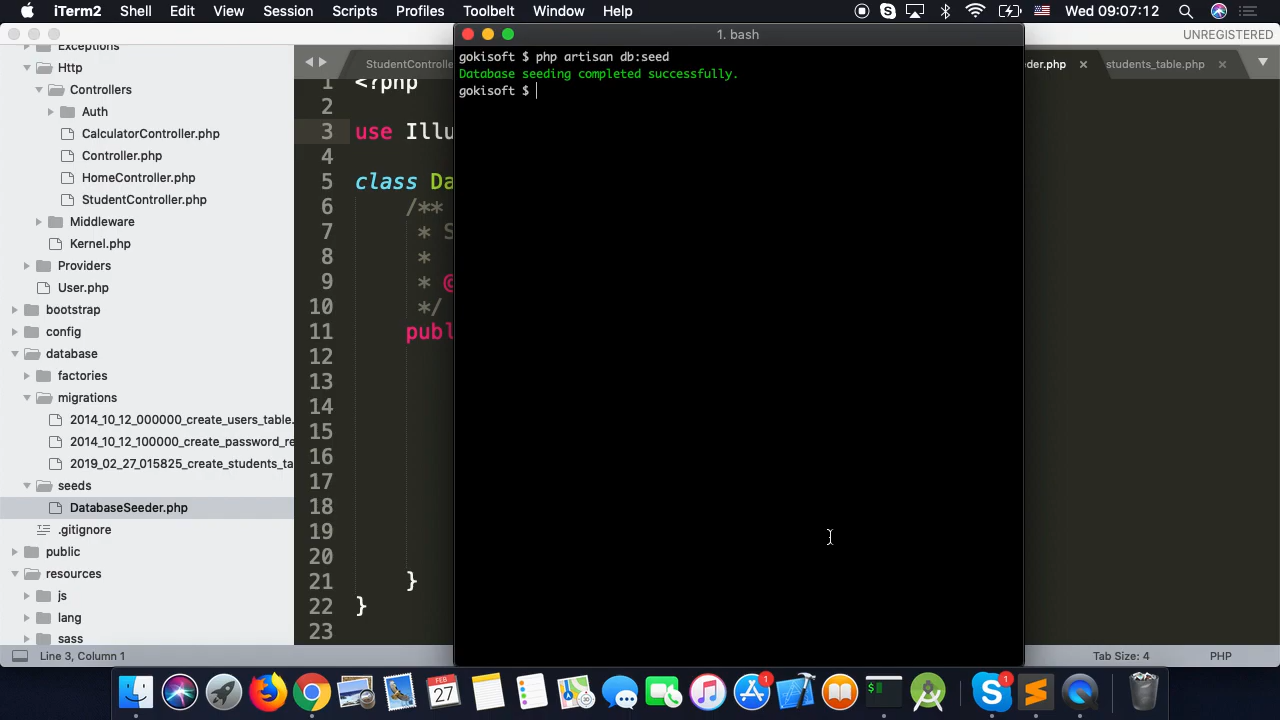 iTerm2 Shell Edit View Session Scripts Profiles Toolbelt Window Help Wed 09:07:12
UNREGISTERED
1. bash
StudentControlle
eder.php
students_table.php
Exceptions
Http
Controllers
Auth
CalculatorController.php
Controller.php
HomeController.php
StudentController.php
Middleware
Kernel.php
Providers
User.php
bootstrap
config
database
factories
migrations
2014_10_12_000000_create_users_table.
2014_10_12_100000_create_password_re
2019_02_27_015825_create_students_ta
seeds
DatabaseSeeder.php
.gitignore
public
resources
js
lang
sass
1 <?php
2
3 use Illu
4
5 class Da
6 /**
7 * S
8 *
9 * @
10 */
11 publ
12
13
14
15
16
17
18
19
20
21 }
22 }
23
gokisoft $ php artisan db:seed
Database seeding completed successfully.
gokisoft $
Line 3, Column 1
Tab Size: 4
PHP
FEB
27
1
1